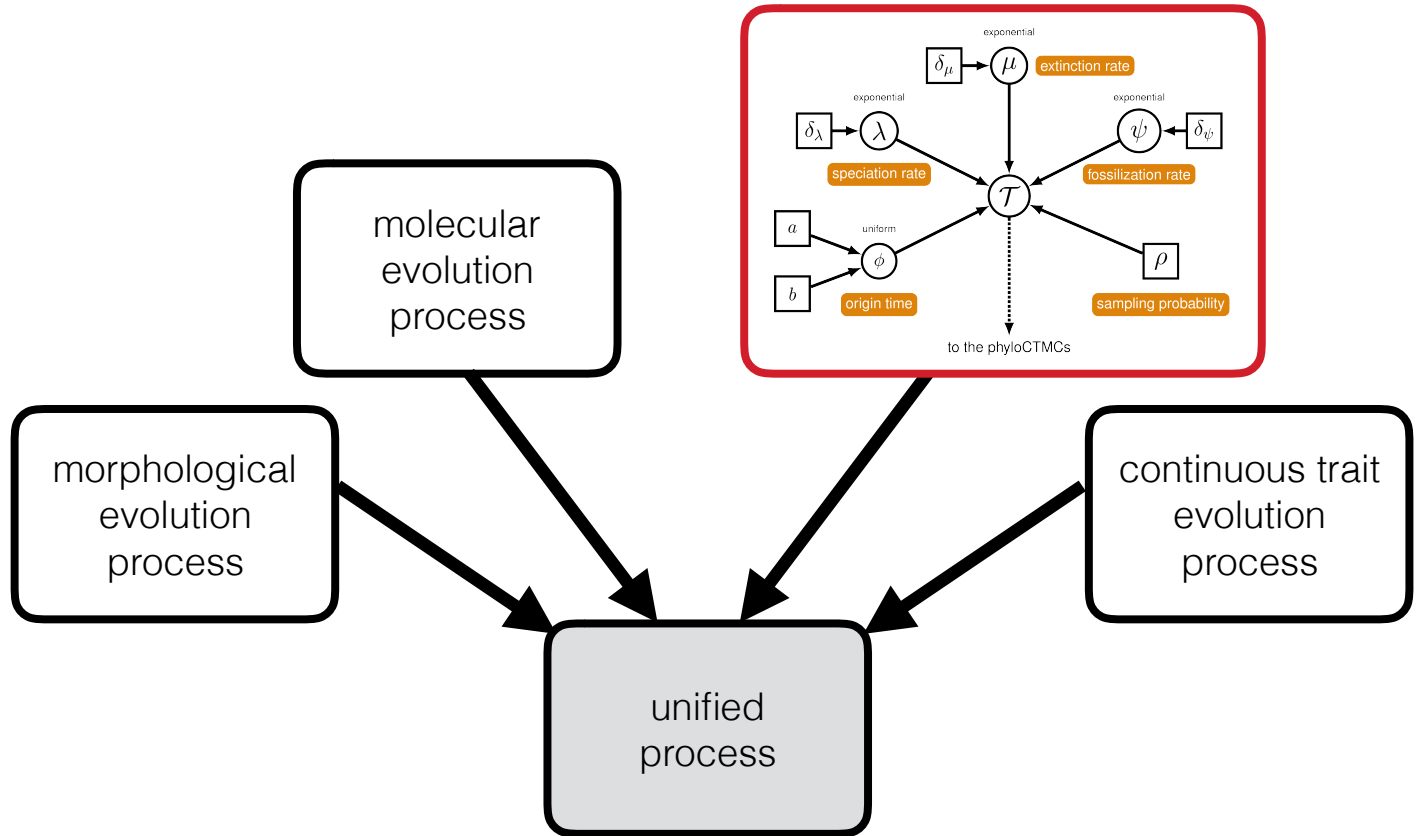 exponential
δ_μ
μ
extinction rate
exponential
δ_λ
λ
speciation rate
exponential
ψ
δ_ψ
fossilization rate
𝒯
a
b
uniform
ϕ
origin time
ρ
sampling probability
to the phyloCTMCs
molecular
evolution
process
morphological
evolution
process
continuous trait
evolution
process
unified
process